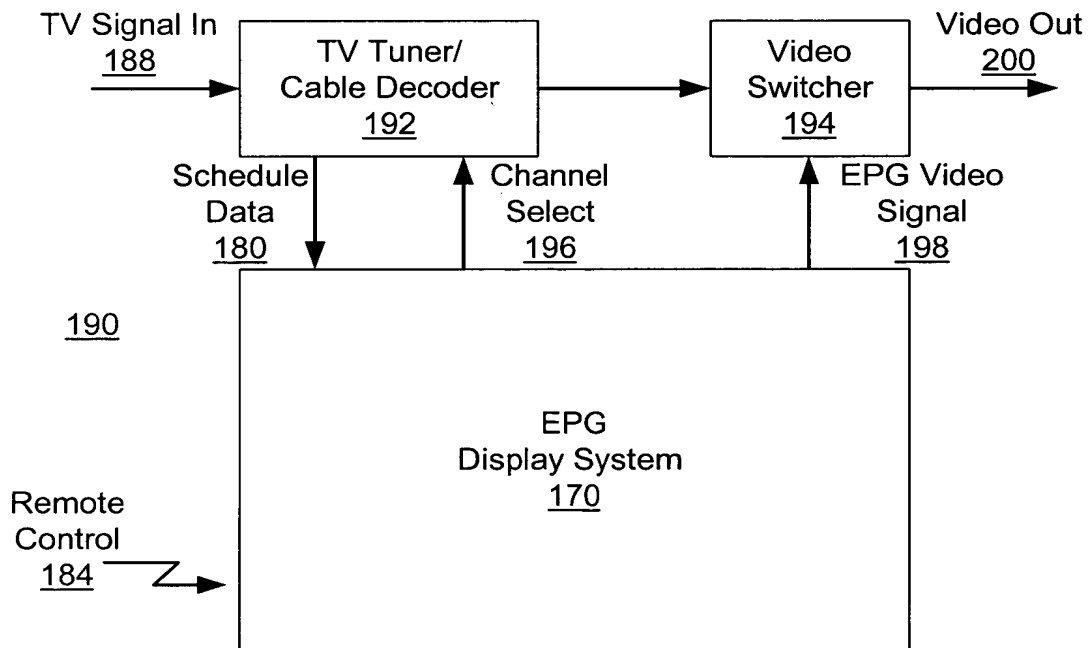 TV Signal In
188
TV Tuner/
Cable Decoder
192
Video
Switcher
194
Video Out
200
Schedule
Data
180
Channel
Select
196
EPG Video
Signal
198
190
EPG
Display System
170
Remote
Control
184